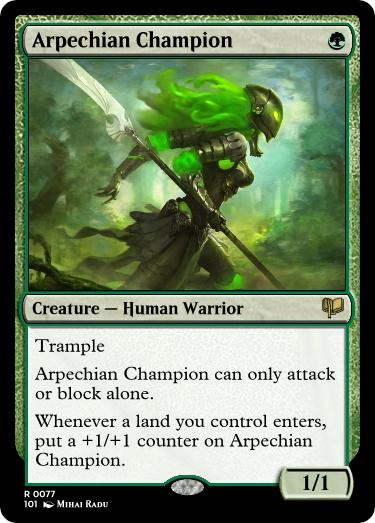 Arpechian Champion
Creature — Human Warrior
Trample
Arpechian Champion can only attack
or block alone.
Whenever a land you control enters,
put a +1/+1 counter on Arpechian
Champion.
1/1
R 0077
101 Mihai Radu